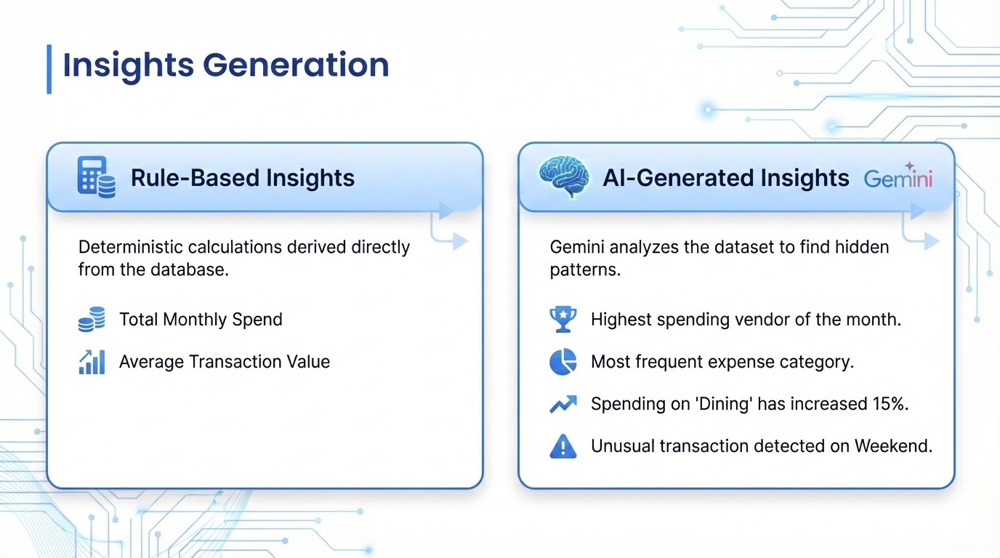 Insights Generation
Rule-Based Insights
Deterministic calculations derived directly
from the database.
Total Monthly Spend
Average Transaction Value
AI-Generated Insights Gemini
Gemini analyzes the dataset to find hidden
patterns.
Highest spending vendor of the month.
Most frequent expense category.
Spending on 'Dining' has increased 15%.
Unusual transaction detected on Weekend.